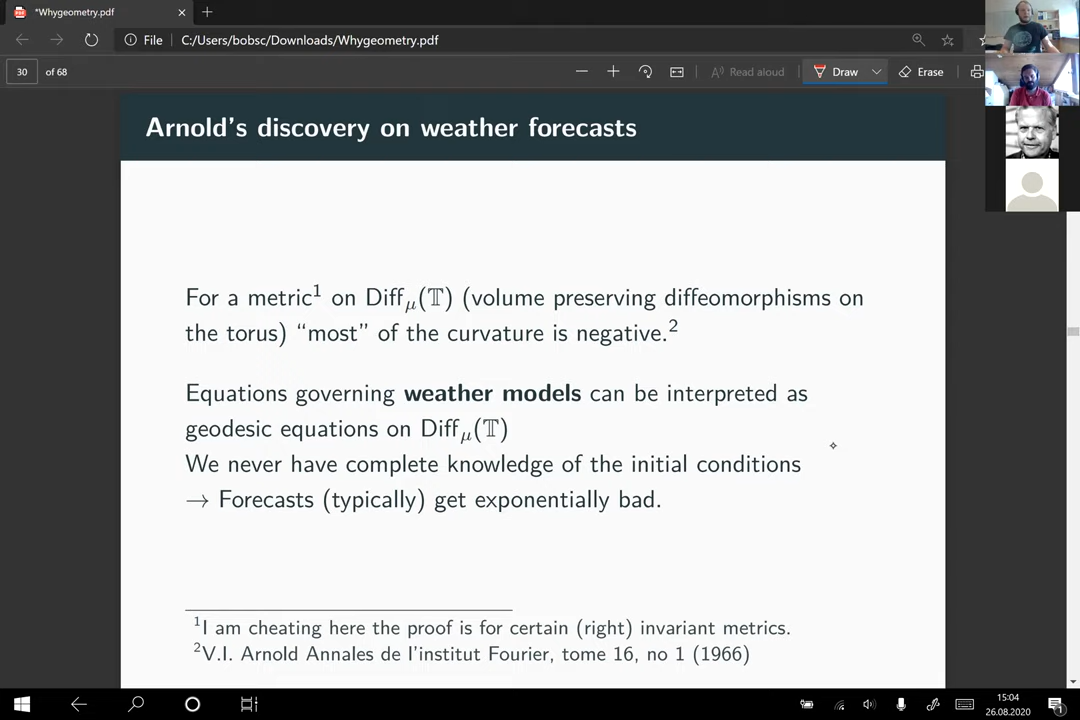 *Whygeometry.pdf
File C:/Users/bobsc/Downloads/Whygeometry.pdf
30 of 68 Read aloud Draw Erase
Arnold's discovery on weather forecasts
For a metric¹ on Diff_μ(𝕋) (volume preserving diffeomorphisms on
the torus) “most” of the curvature is negative.²
Equations governing weather models can be interpreted as
geodesic equations on Diff_μ(𝕋)
We never have complete knowledge of the initial conditions
→ Forecasts (typically) get exponentially bad.
¹I am cheating here the proof is for certain (right) invariant metrics.
²V.I. Arnold Annales de l'institut Fourier, tome 16, no 1 (1966)
15:04
26.08.2020